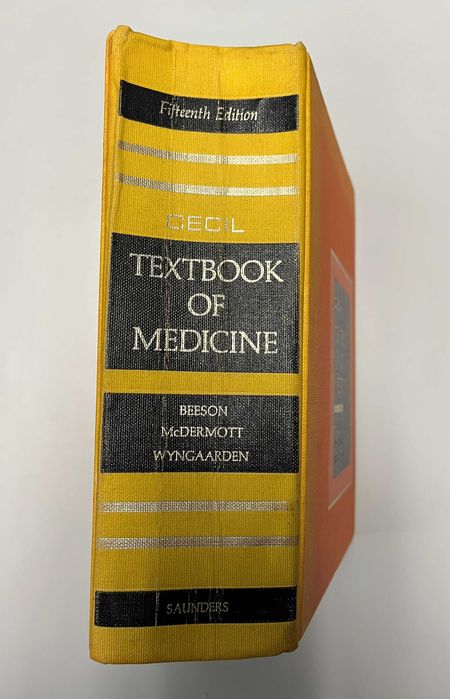 Fifteenth Edition
CECIL
TEXTBOOK
OF
MEDICINE
BEESON
McDERMOTT
WYNGAARDEN
SAUNDERS